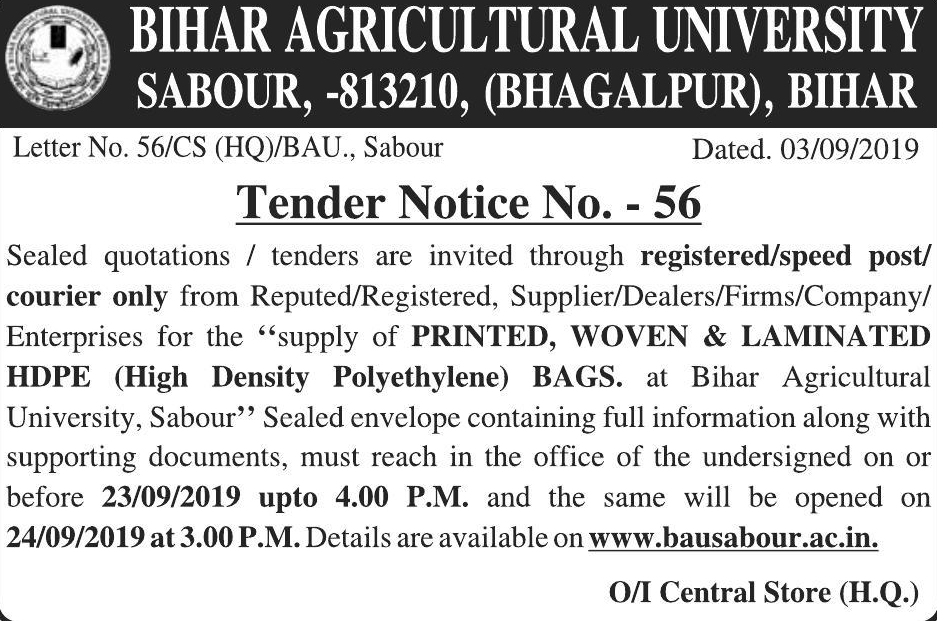 BIHAR AGRICULTURAL UNIVERSITY
SABOUR, -813210, (BHAGALPUR), BIHAR
Letter No. 56/CS (HQ)/BAU., Sabour Dated. 03/09/2019
Tender Notice No. - 56
Sealed quotations / tenders are invited through registered/speed post/
courier only from Reputed/Registered, Supplier/Dealers/Firms/Company/
Enterprises for the “supply of PRINTED, WOVEN & LAMINATED
HDPE (High Density Polyethylene) BAGS. at Bihar Agricultural
University, Sabour” Sealed envelope containing full information along with
supporting documents, must reach in the office of the undersigned on or
before 23/09/2019 upto 4.00 P.M. and the same will be opened on
24/09/2019 at 3.00 P.M. Details are available on www.bausabour.ac.in.
O/I Central Store (H.Q.)